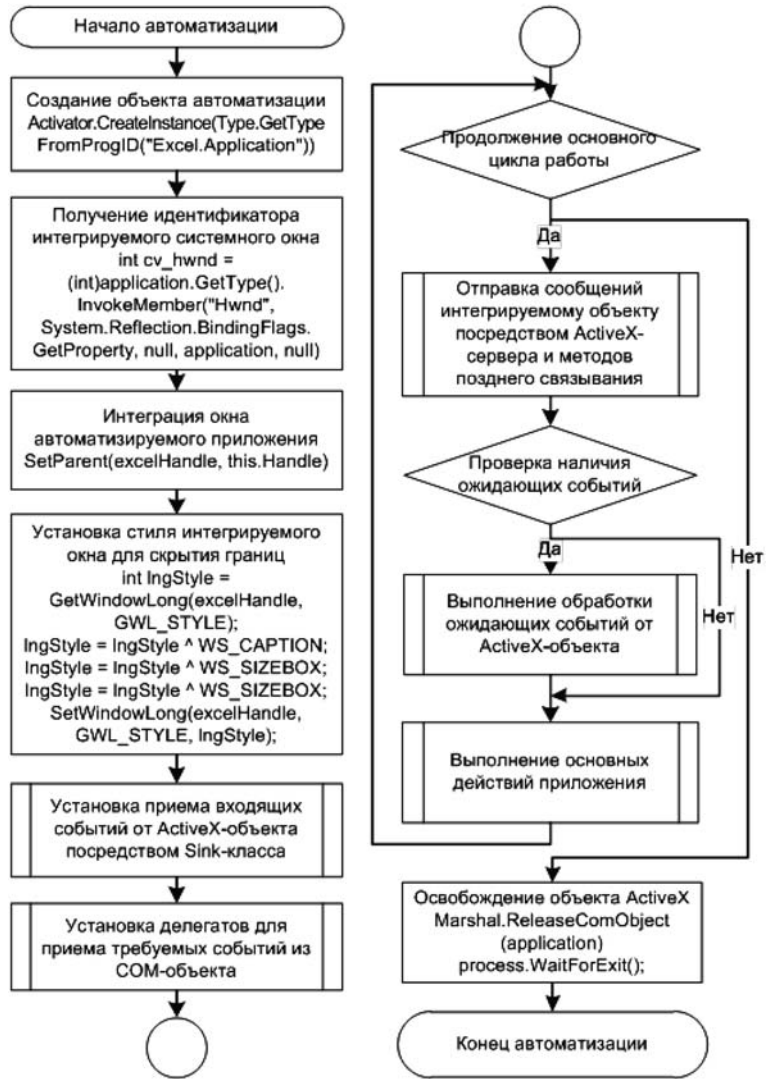 Начало автоматизации
Создание объекта автоматизации
Activator.CreateInstance(Type.GetType
FromProgID("Excel.Application"))
Получение идентификатора
интегрируемого системного окна
int cv_hwnd =
(int)application.GetType().
InvokeMember("Hwnd",
System.Reflection.BindingFlags.
GetProperty, null, application, null)
Интеграция окна
автоматизируемого приложения
SetParent(excelHandle, this.Handle)
Установка стиля интегрируемого
окна для скрытия границ
int lngStyle =
GetWindowLong(excelHandle,
GWL_STYLE);
lngStyle = lngStyle ^ WS_CAPTION;
lngStyle = lngStyle ^ WS_SIZEBOX;
lngStyle = lngStyle ^ WS_SIZEBOX;
SetWindowLong(excelHandle,
GWL_STYLE, lngStyle);
Установка приема входящих
событий от ActiveX-объекта
посредством Sink-класса
Установка делегатов для
приема требуемых событий из
COM-объекта
Продолжение основного
цикла работы
Да
Отправка сообщений
интегрируемому объекту
посредством ActiveX-
сервера и методов
позднего связывания
Проверка наличия
ожидающих событий
Да
Нет
Выполнение обработки
ожидающих событий от
ActiveX-объекта
Нет
Выполнение основных
действий приложения
Освобождение объекта ActiveX
Marshal.ReleaseComObject
(application)
process.WaitForExit();
Конец автоматизации